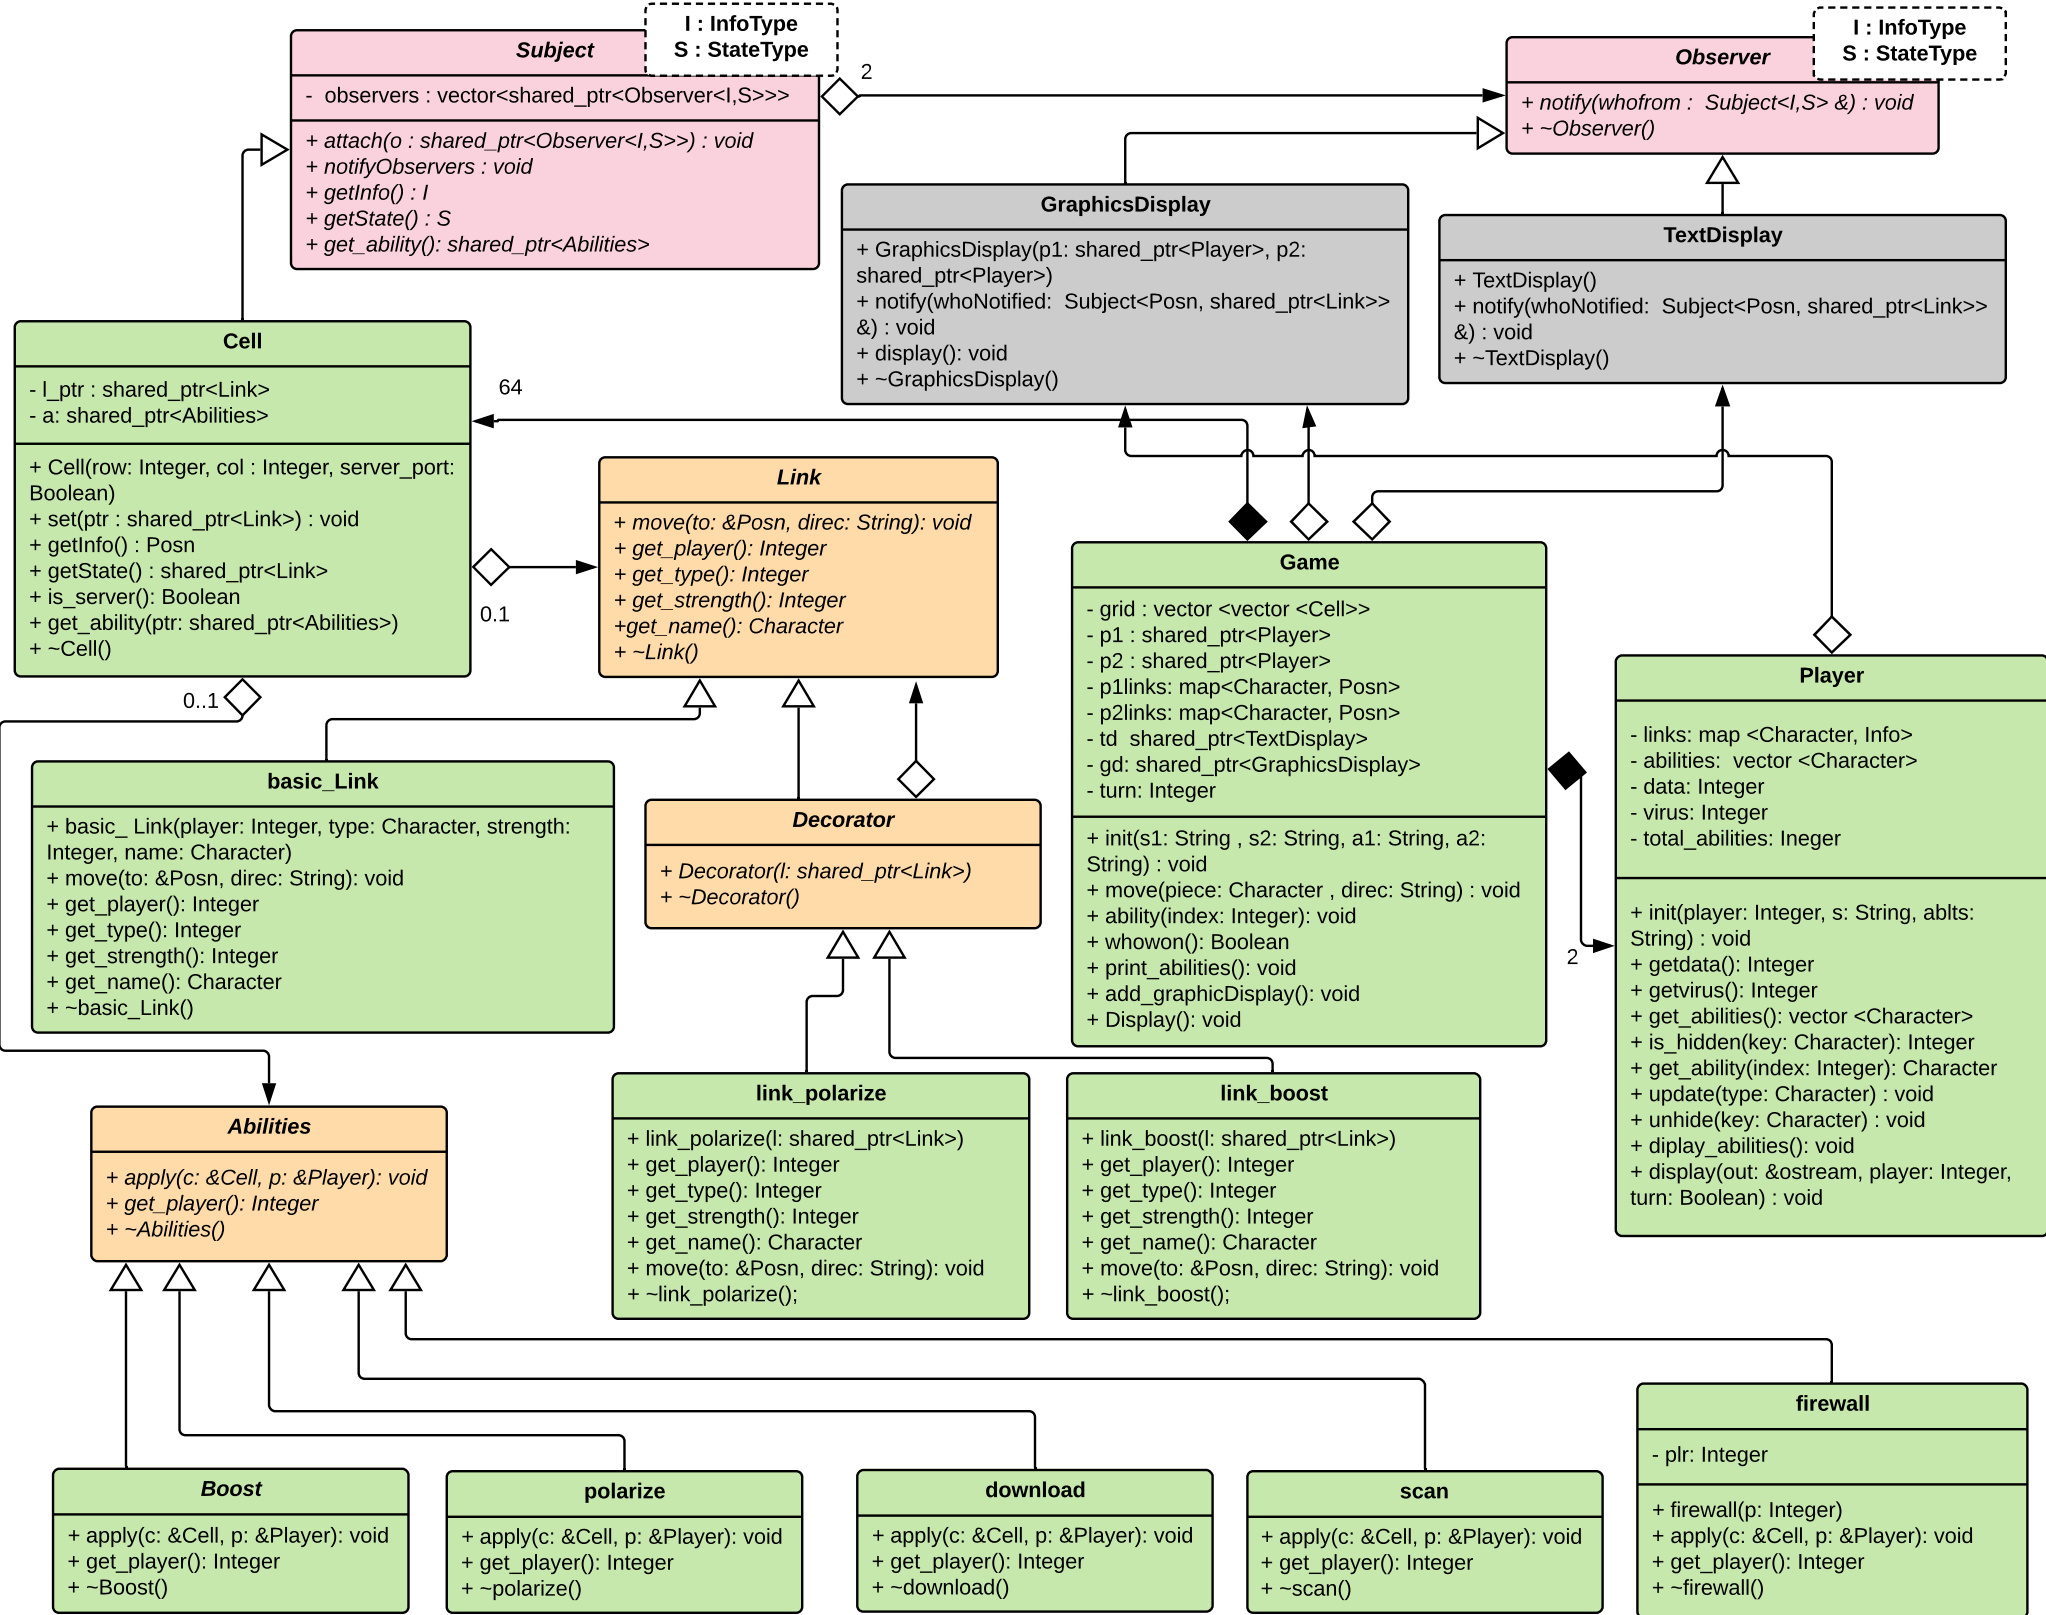 I : InfoType
S : StateType
Subject
- observers : vector<shared_ptr<Observer<I,S>>>
+ attach(o : shared_ptr<Observer<I,S>>) : void
+ notifyObservers : void
+ getInfo() : I
+ getState() : S
+ get_ability(): shared_ptr<Abilities>
2
I : InfoType
S : StateType
Observer
+ notify(whofrom : Subject<I,S> &) : void
+ ~Observer()
GraphicsDisplay
+ GraphicsDisplay(p1: shared_ptr<Player>, p2:
shared_ptr<Player>)
+ notify(whoNotified: Subject<Posn, shared_ptr<Link>>
&) : void
+ display(): void
+ ~GraphicsDisplay()
TextDisplay
+ TextDisplay()
+ notify(whoNotified: Subject<Posn, shared_ptr<Link>>
&) : void
+ ~TextDisplay()
Cell
- l_ptr : shared_ptr<Link>
- a: shared_ptr<Abilities>
+ Cell(row: Integer, col : Integer, server_port:
Boolean)
+ set(ptr : shared_ptr<Link>) : void
+ getInfo() : Posn
+ getState() : shared_ptr<Link>
+ is_server(): Boolean
+ get_ability(ptr: shared_ptr<Abilities>)
+ ~Cell()
64
0.1
0..1
Link
+ move(to: &Posn, direc: String): void
+ get_player(): Integer
+ get_type(): Integer
+ get_strength(): Integer
+get_name(): Character
+ ~Link()
Game
- grid : vector <vector <Cell>>
- p1 : shared_ptr<Player>
- p2 : shared_ptr<Player>
- p1links: map<Character, Posn>
- p2links: map<Character, Posn>
- td shared_ptr<TextDisplay>
- gd: shared_ptr<GraphicsDisplay>
- turn: Integer
+ init(s1: String , s2: String, a1: String, a2:
String) : void
+ move(piece: Character , direc: String) : void
+ ability(index: Integer): void
+ whowon(): Boolean
+ print_abilities(): void
+ add_graphicDisplay(): void
+ Display(): void
2
Player
- links: map <Character, Info>
- abilities: vector <Character>
- data: Integer
- virus: Integer
- total_abilities: Ineger
+ init(player: Integer, s: String, ablts:
String) : void
+ getdata(): Integer
+ getvirus(): Integer
+ get_abilities(): vector <Character>
+ is_hidden(key: Character): Integer
+ get_ability(index: Integer): Character
+ update(type: Character) : void
+ unhide(key: Character) : void
+ diplay_abilities(): void
+ display(out: &ostream, player: Integer,
turn: Boolean) : void
basic_Link
+ basic_ Link(player: Integer, type: Character, strength:
Integer, name: Character)
+ move(to: &Posn, direc: String): void
+ get_player(): Integer
+ get_type(): Integer
+ get_strength(): Integer
+ get_name(): Character
+ ~basic_Link()
Decorator
+ Decorator(l: shared_ptr<Link>)
+ ~Decorator()
link_polarize
+ link_polarize(l: shared_ptr<Link>)
+ get_player(): Integer
+ get_type(): Integer
+ get_strength(): Integer
+ get_name(): Character
+ move(to: &Posn, direc: String): void
+ ~link_polarize();
link_boost
+ link_boost(l: shared_ptr<Link>)
+ get_player(): Integer
+ get_type(): Integer
+ get_strength(): Integer
+ get_name(): Character
+ move(to: &Posn, direc: String): void
+ ~link_boost();
Abilities
+ apply(c: &Cell, p: &Player): void
+ get_player(): Integer
+ ~Abilities()
Boost
+ apply(c: &Cell, p: &Player): void
+ get_player(): Integer
+ ~Boost()
polarize
+ apply(c: &Cell, p: &Player): void
+ get_player(): Integer
+ ~polarize()
download
+ apply(c: &Cell, p: &Player): void
+ get_player(): Integer
+ ~download()
scan
+ apply(c: &Cell, p: &Player): void
+ get_player(): Integer
+ ~scan()
firewall
- plr: Integer
+ firewall(p: Integer)
+ apply(c: &Cell, p: &Player): void
+ get_player(): Integer
+ ~firewall()